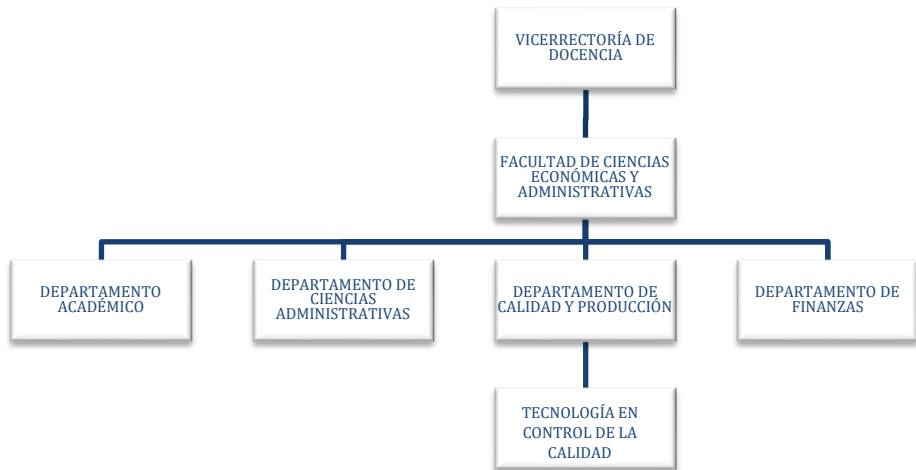 VICERRECTORÍA DE
DOCENCIA
FACULTAD DE CIENCIAS
ECONÓMICAS Y
ADMINISTRATIVAS
DEPARTAMENTO
ACADÉMICO
DEPARTAMENTO DE
CIENCIAS
ADMINISTRATIVAS
DEPARTAMENTO DE
CALIDAD Y PRODUCCIÓN
DEPARTAMENTO DE
FINANZAS
TECNOLOGÍA EN
CONTROL DE LA
CALIDAD